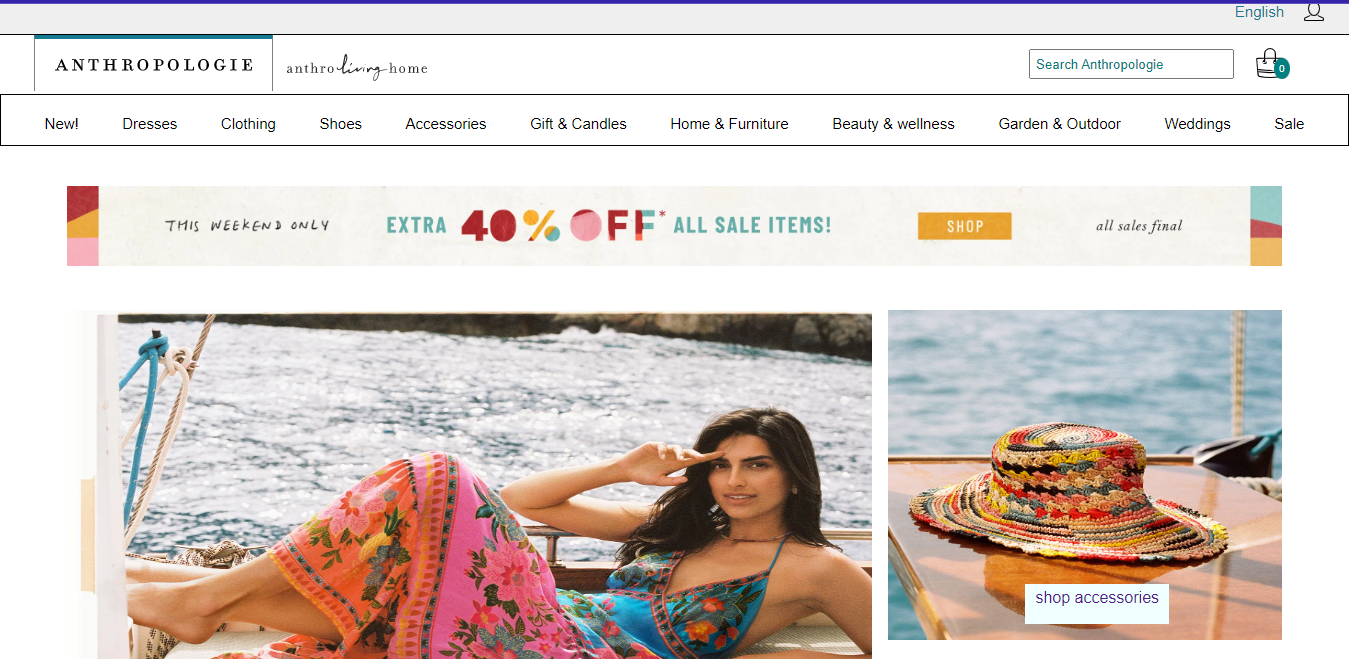 English
ANTHROPOLOGIE
anthro living home
Search Anthropologie
0
New! Dresses Clothing Shoes Accessories Gift & Candles Home & Furniture Beauty & wellness Garden & Outdoor Weddings Sale
THIS WEEKEND ONLY EXTRA 40% OFF* ALL SALE ITEMS! SHOP all sales final
shop accessories